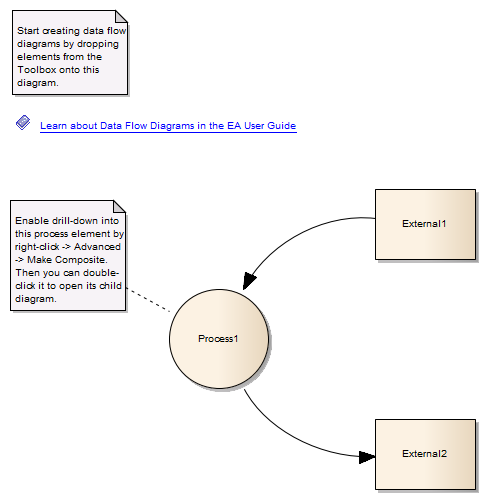 Start creating data flow
diagrams by dropping
elements from the
Toolbox onto this
diagram.
Learn about Data Flow Diagrams in the EA User Guide
Enable drill-down into
this process element by
right-click -> Advanced
-> Make Composite.
Then you can double-
click it to open its child
diagram.
External1
Process1
External2